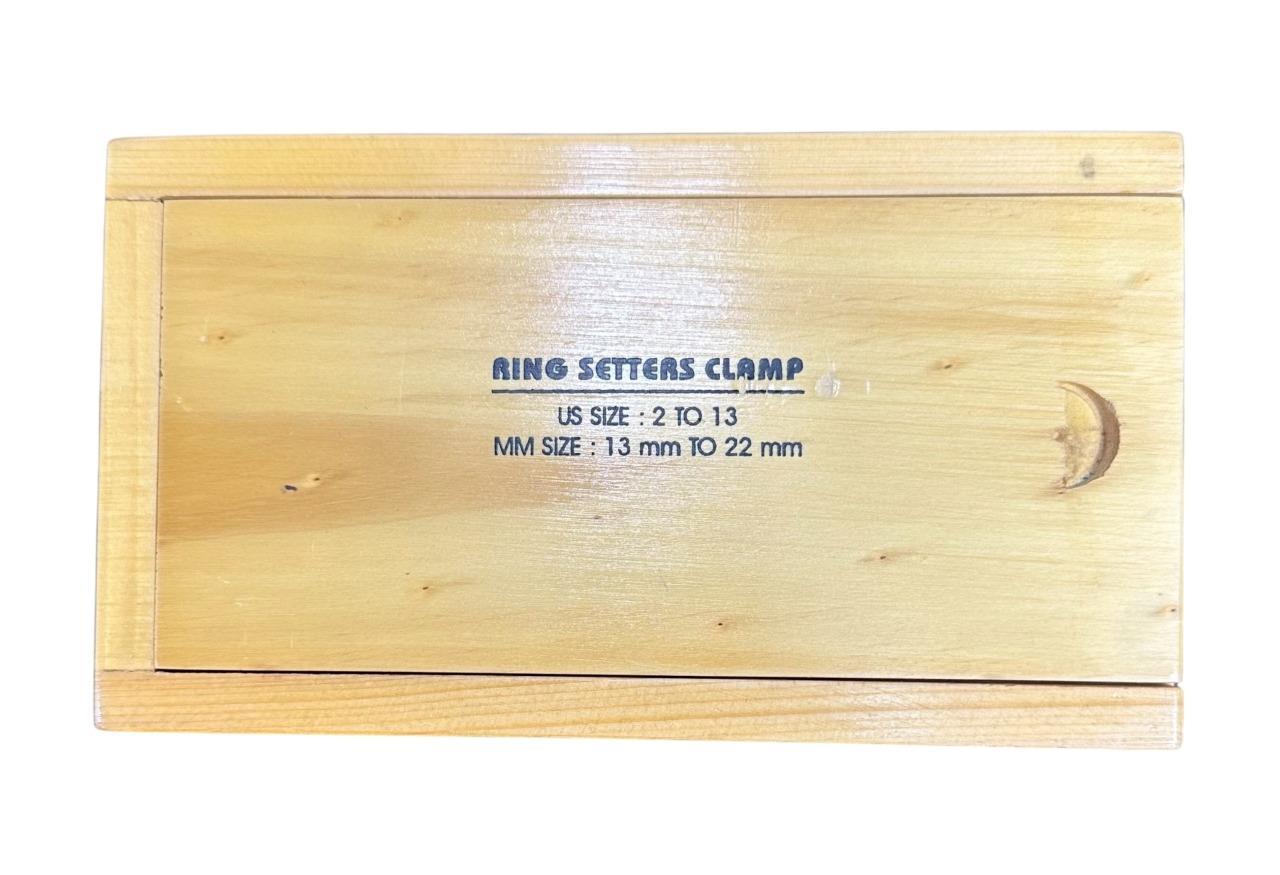 RING SETTERS CLAMP
US SIZE : 2 TO 13
MM SIZE : 13 mm TO 22 mm